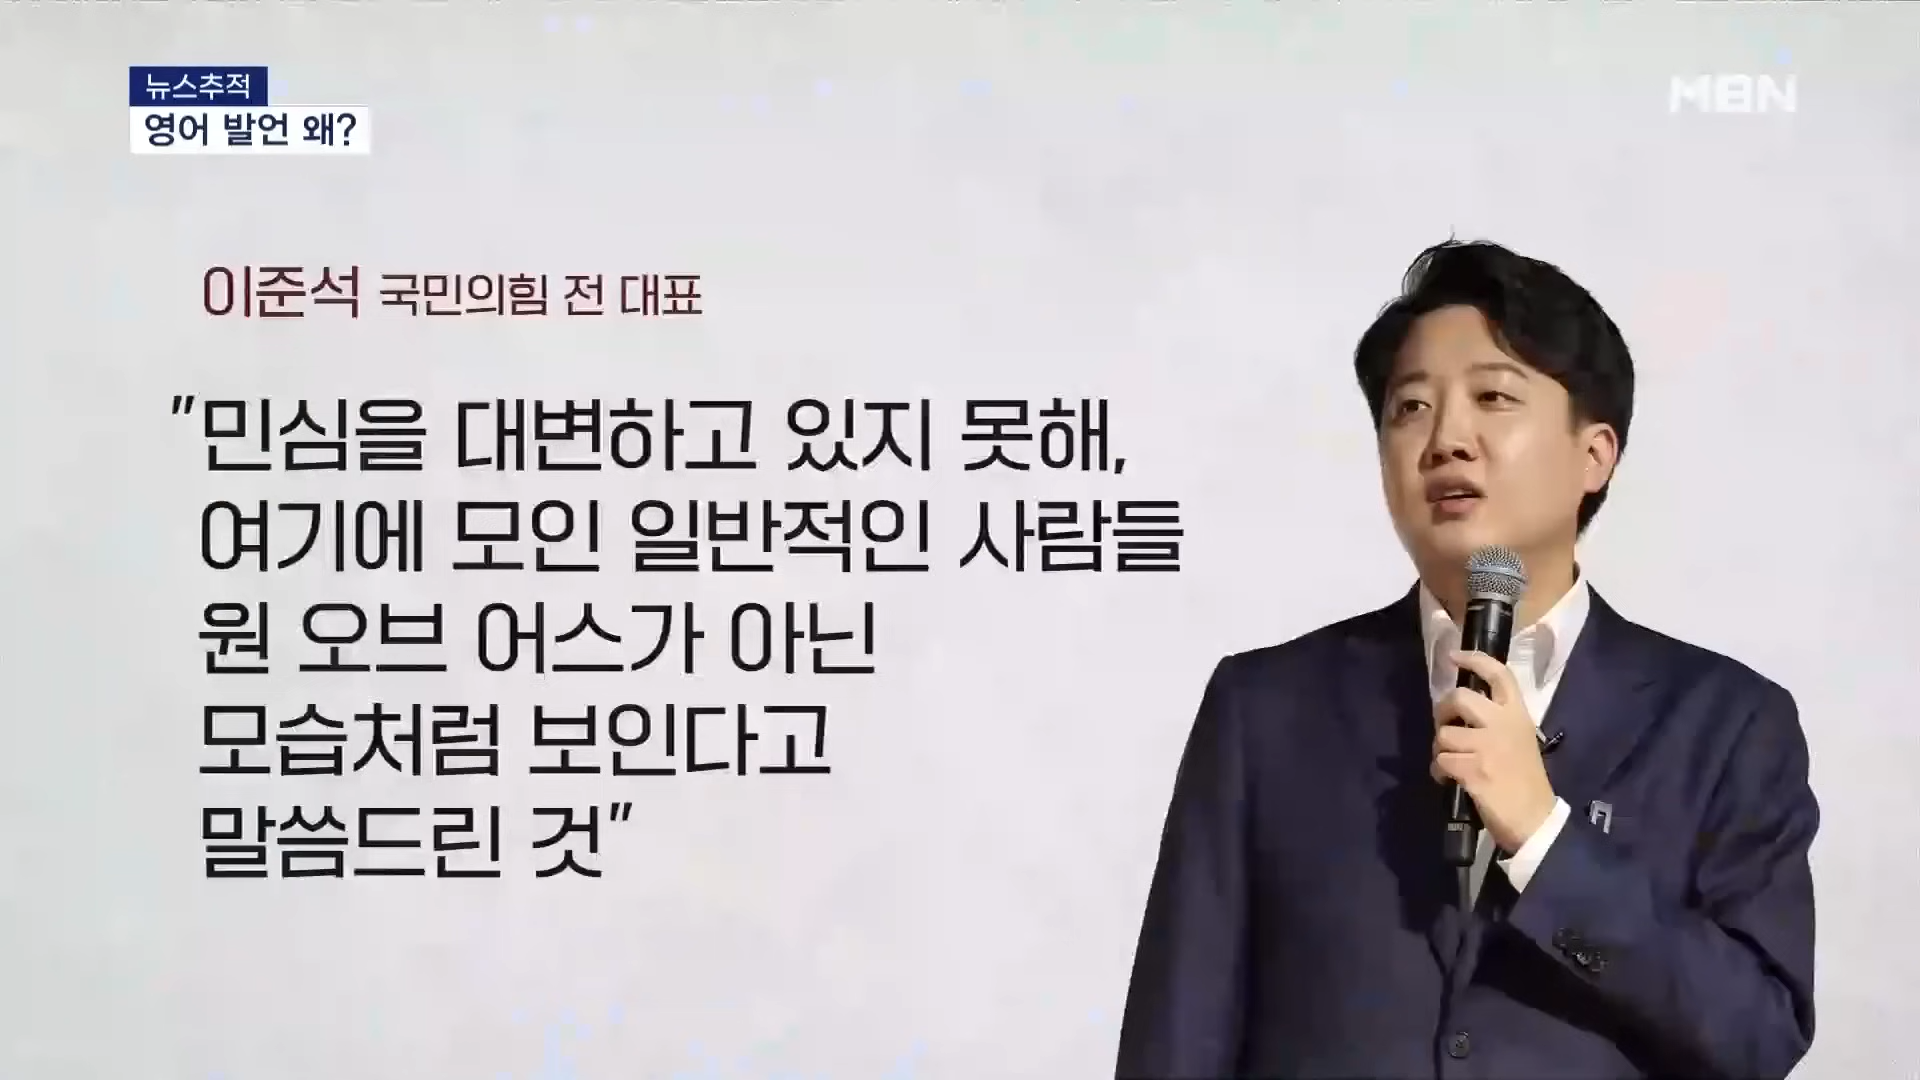 뉴스추적
영어 발언 왜?
MBN
이준석 국민의힘 전 대표
"민심을 대변하고 있지 못해,
여기에 모인 일반적인 사람들
원 오브 어스가 아닌
모습처럼 보인다고
말씀드린 것"